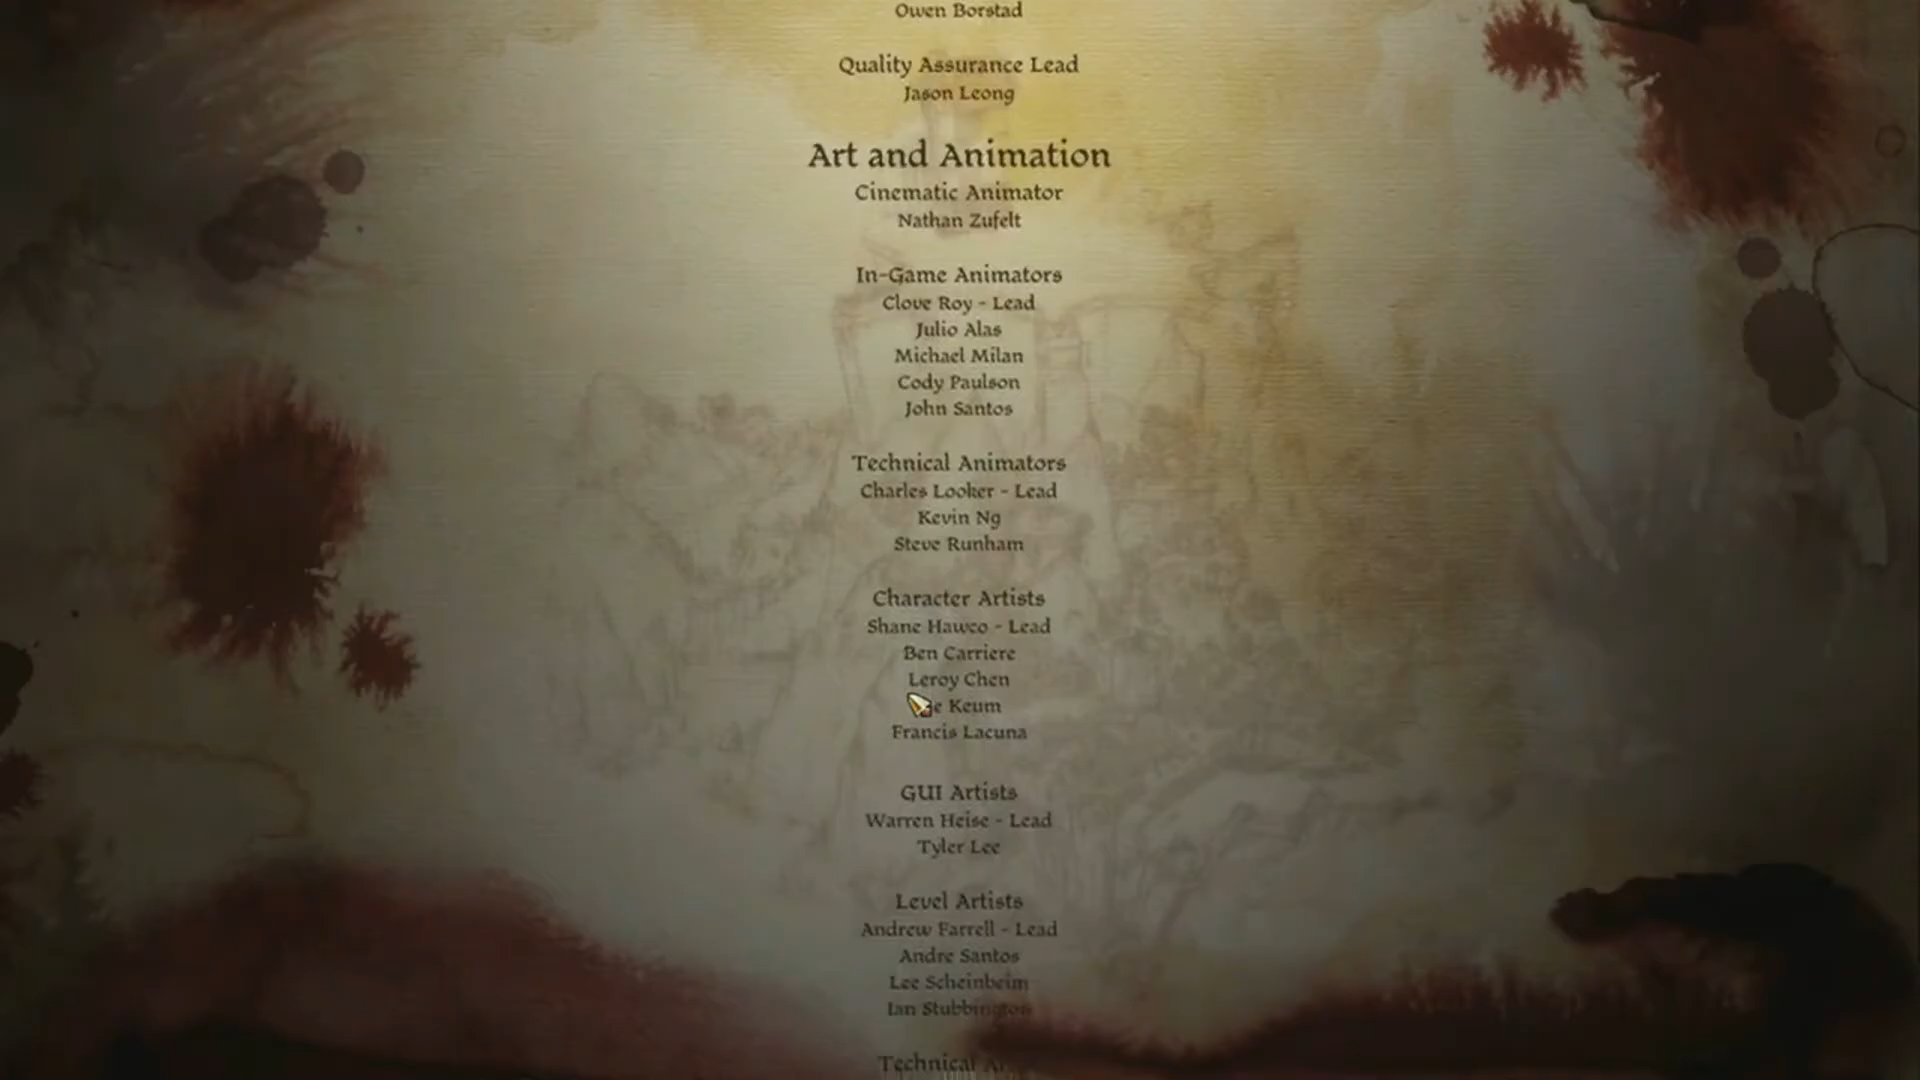 Owen Borstad
Quality Assurance Lead
Jason Leong
Art and Animation
Cinematic Animator
Nathan Zufelt
In-Game Animators
Clove Roy - Lead
Julio Alas
Michael Milan
Cody Paulson
John Santos
Technical Animators
Charles Looker - Lead
Kevin Ng
Steve Runham
Character Artists
Shane Hawco - Lead
Ben Carriere
Leroy Chen
Keum
Francis Lacuna
GUI Artists
Warren Heise - Lead
Tyler Lee
Level Artists
Andrew Farrell - Lead
Andre Santos
Lee Scheinbeim
Ian Stubbington
Technical